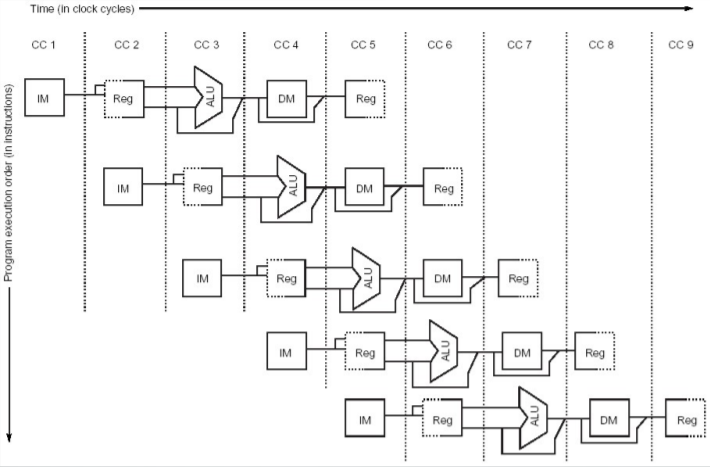 Time (in clock cycles)
CC 1 CC 2 CC 3 CC 4 CC 5 CC 6 CC 7 CC 8 CC 9
Program execution order (in instructions)
IM Reg ALU DM Reg
IM Reg ALU DM Reg
IM Reg ALU DM Reg
IM Reg ALU DM Reg
IM Reg ALU DM Reg